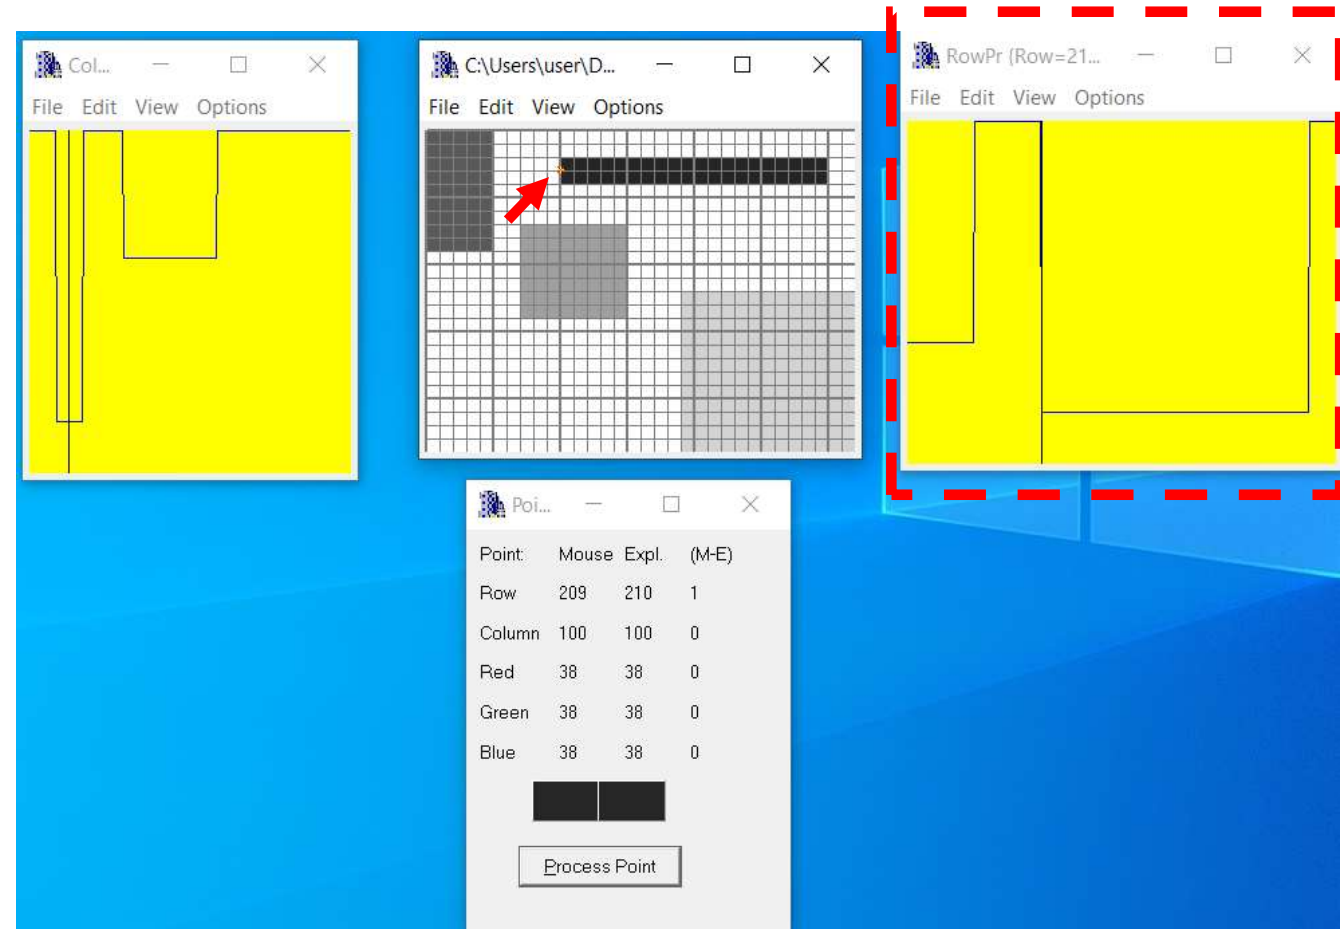 Col...
File Edit View Options
C:\Users\user\D...
File Edit View Options
RowPr (Row=21...
File Edit View Options
Poi...
Point: Mouse Expl. (M-E)
Row 209 210 1
Column 100 100 0
Red 38 38 0
Green 38 38 0
Blue 38 38 0
Process Point